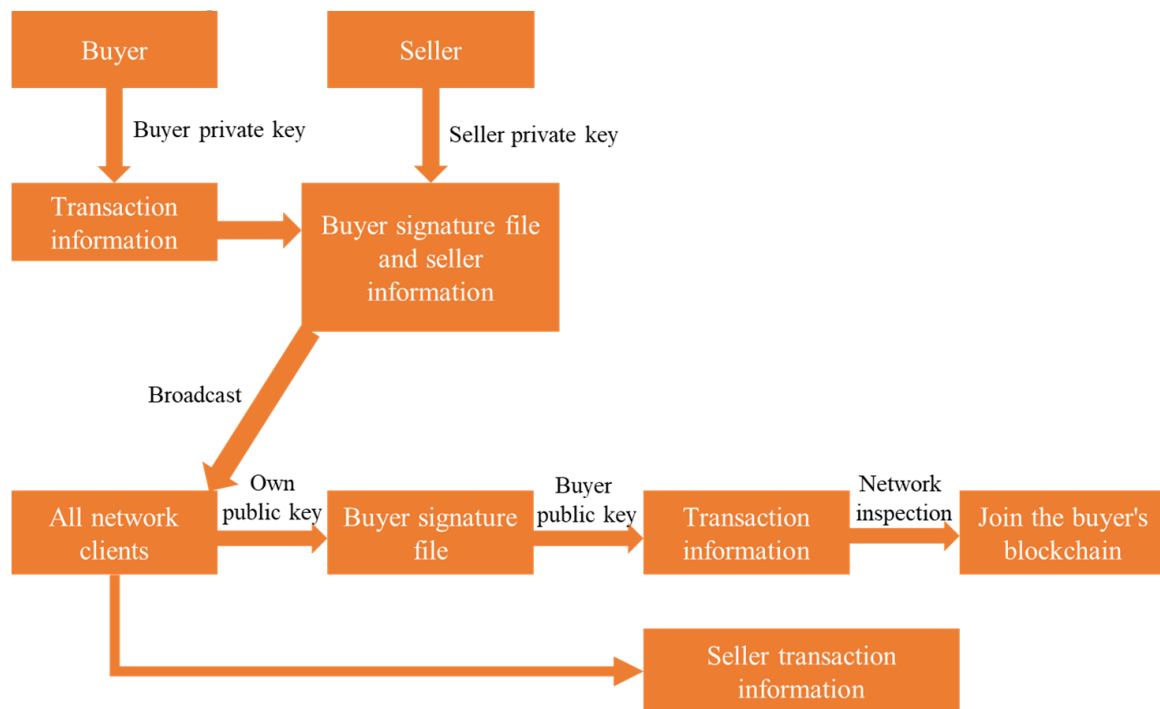 Buyer
Seller
Buyer private key
Seller private key
Transaction
information
Buyer signature file
and seller
information
Broadcast
All network
clients
Own
public key
Buyer signature
file
Buyer
public key
Transaction
information
Network
inspection
Join the buyer's
blockchain
Seller transaction
information